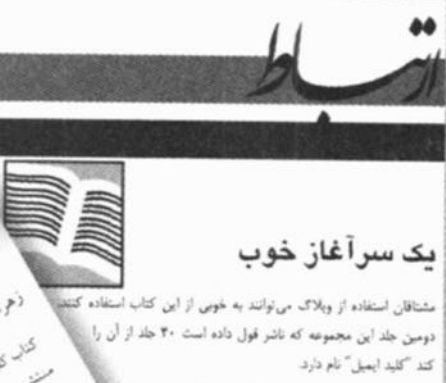 ارتباط
یک سرآغاز خوب
مشتاقان استفاده از وبلاگ می‌توانند به خوبی از این کتاب استفاده کنند.
دومین جلد این مجموعه که ناشر قول داده است ۳۰ جلد از آن را
کند "کلید ایمیل" نام دارد.
کتاب